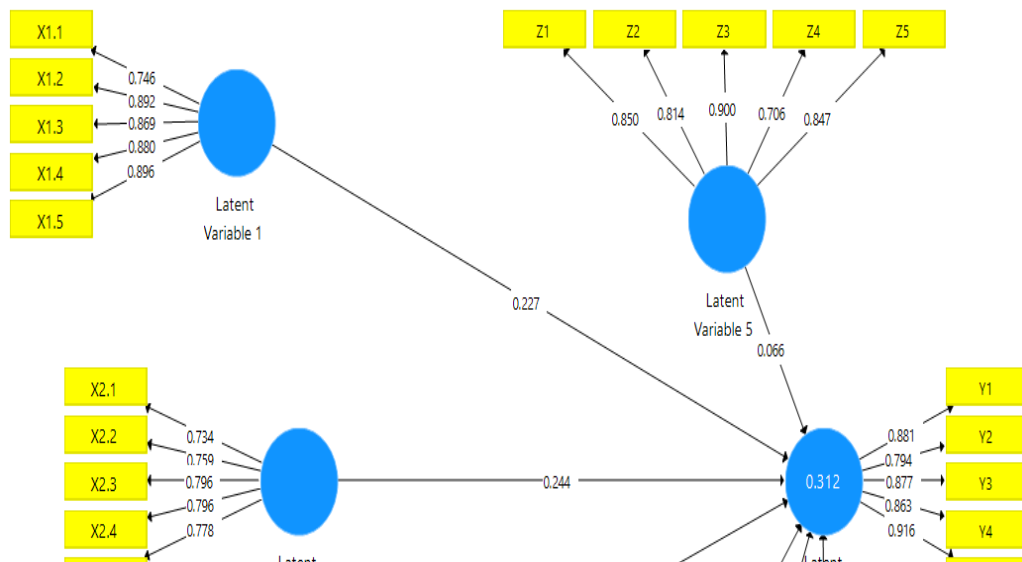 X1.1
X1.2
X1.3
X1.4
X1.5
0.746
0.892
0.869
0.880
0.896
Latent
Variable 1
Z1
Z2
Z3
Z4
Z5
0.850
0.814
0.900
0.706
0.847
Latent
Variable 5
0.227
0.066
X2.1
X2.2
X2.3
X2.4
0.734
0.759
0.796
0.796
0.778
Latent
0.244
0.312
Latent
0.881
0.794
0.877
0.863
0.916
Y1
Y2
Y3
Y4